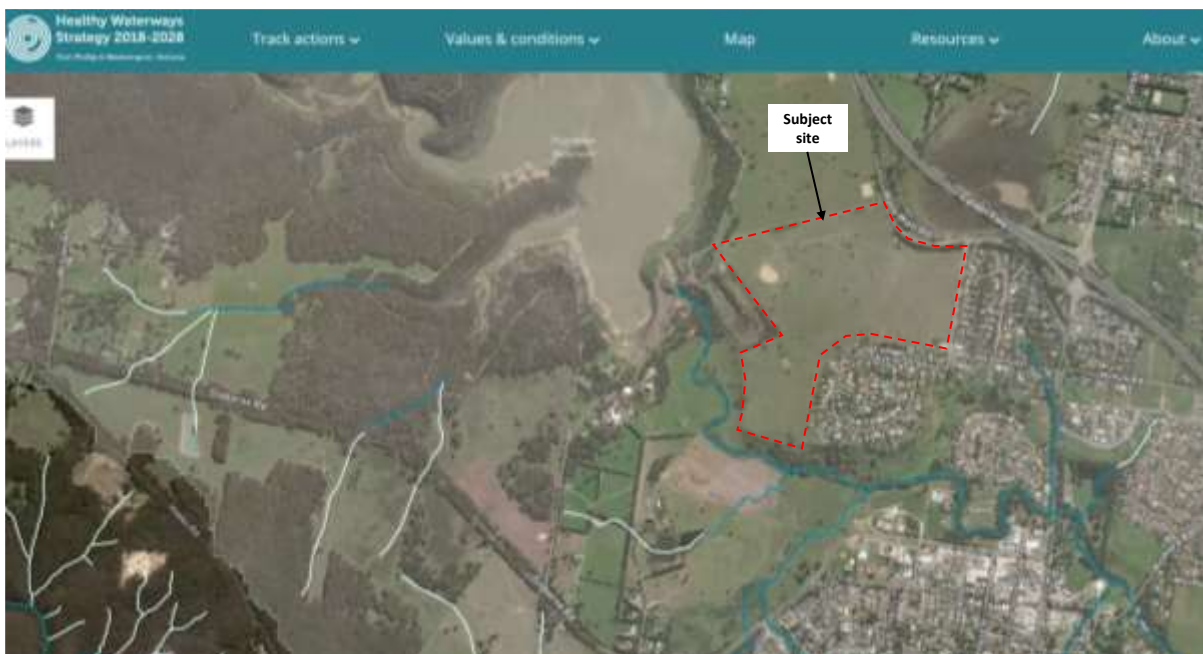 Healthy Waterways
Strategy 2018-2028
Track actions
Values & conditions
Map
Resources
About
Subject
site